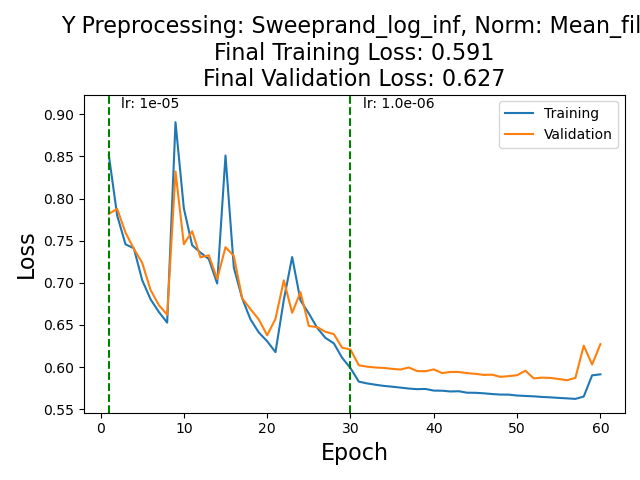 Y Preprocessing: Sweeprand_log_inf, Norm: Mean_fil
Final Training Loss: 0.591
Final Validation Loss: 0.627
lr: 1e-05
lr: 1.0e-06
Training
Validation
0.90
0.85
0.80
0.75
0.70
0.65
0.60
0.55
Loss
0
10
20
30
40
50
60
Epoch